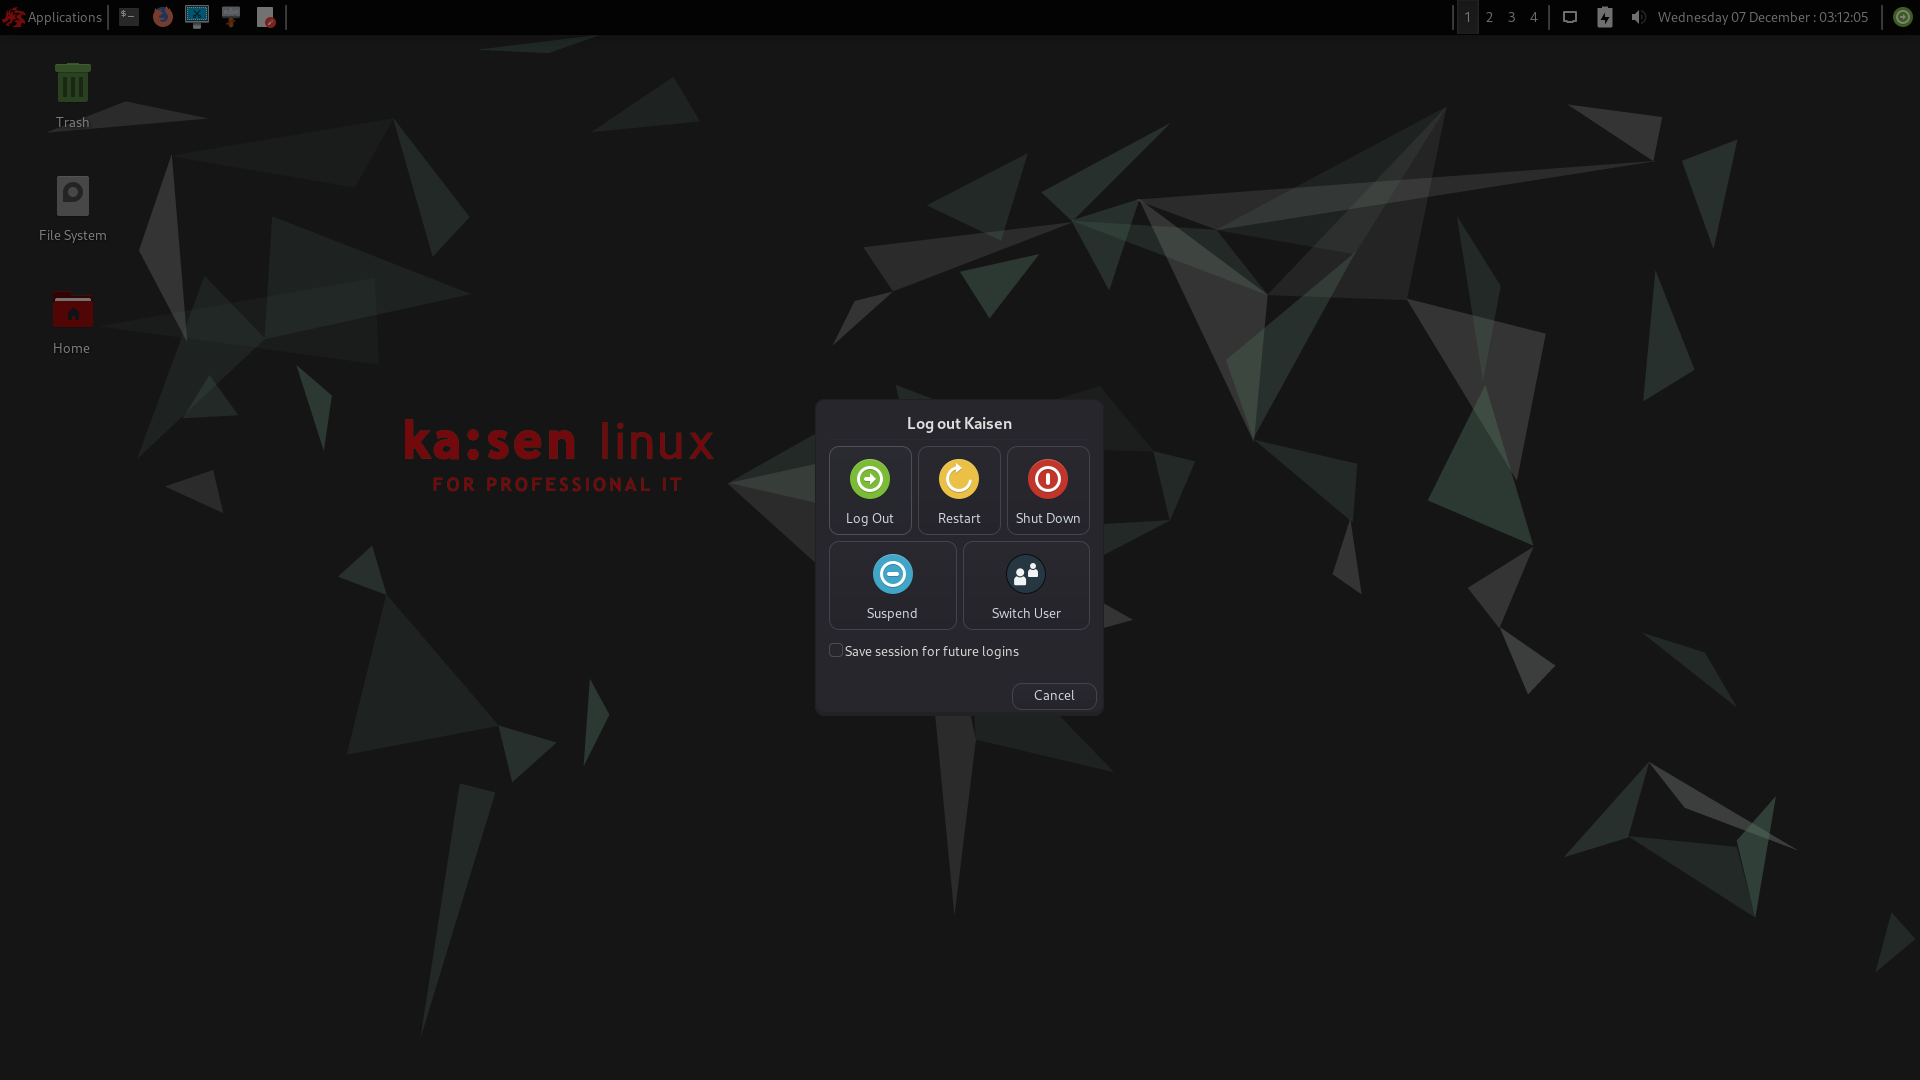 Applications
1 2 3 4
Wednesday 07 December : 03:12:05
Trash
File System
Home
ka:sen linux
FOR PROFESSIONAL IT
Log out Kaisen
Log Out
Restart
Shut Down
Suspend
Switch User
Save session for future logins
Cancel